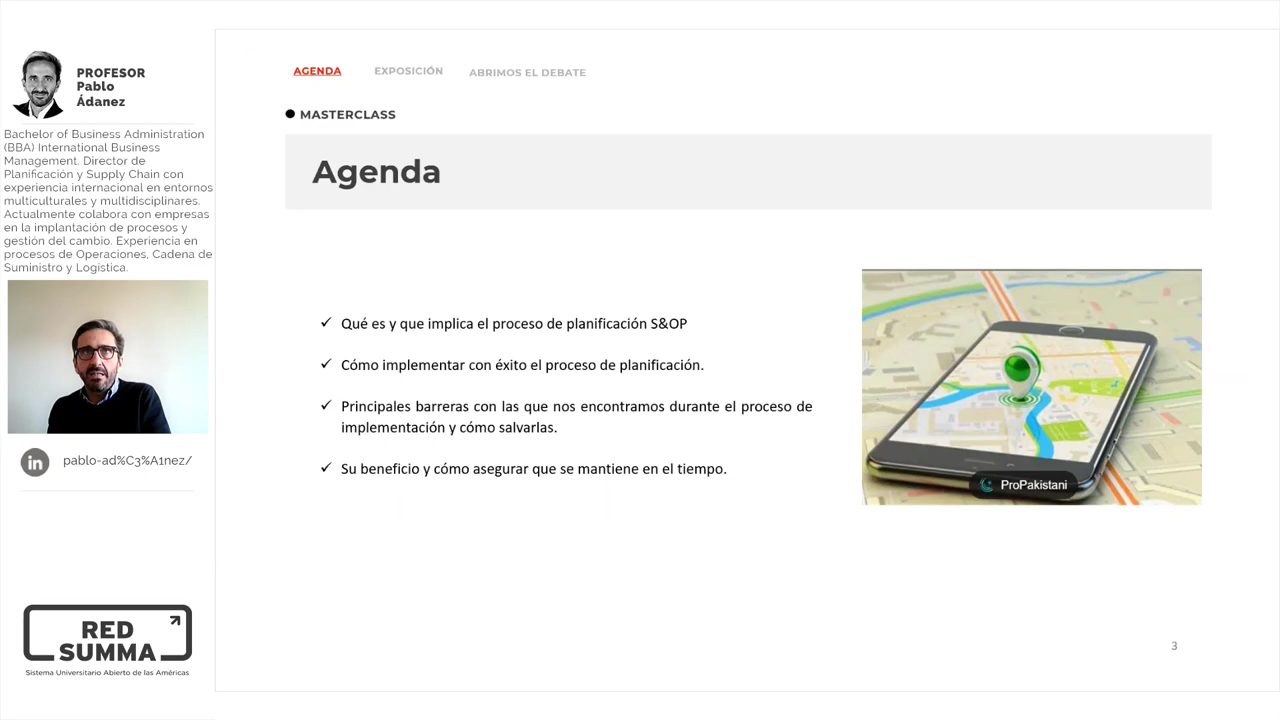 PROFESOR
Pablo
Ádanez
Bachelor of Business Administration
(BBA) International Business
Management. Director de
Planificación y Supply Chain con
experiencia internacional en entornos
multiculturales y multidisciplinares.
Actualmente colabora con empresas
en la implantación de procesos y
gestión del cambio. Experiencia en
procesos de Operaciones, Cadena de
Suministro y Logística.
in
pablo-ad%C3%A1nez/
RED
SUMMA
Sistema Universitario Abierto de las Américas
AGENDA
EXPOSICIÓN
ABRIMOS EL DEBATE
MASTERCLASS
Agenda
✓ Qué es y que implica el proceso de planificación S&OP
✓ Cómo implementar con éxito el proceso de planificación.
✓ Principales barreras con las que nos encontramos durante el proceso de
implementación y cómo salvarlas.
✓ Su beneficio y cómo asegurar que se mantiene en el tiempo.
ProPakistani
3